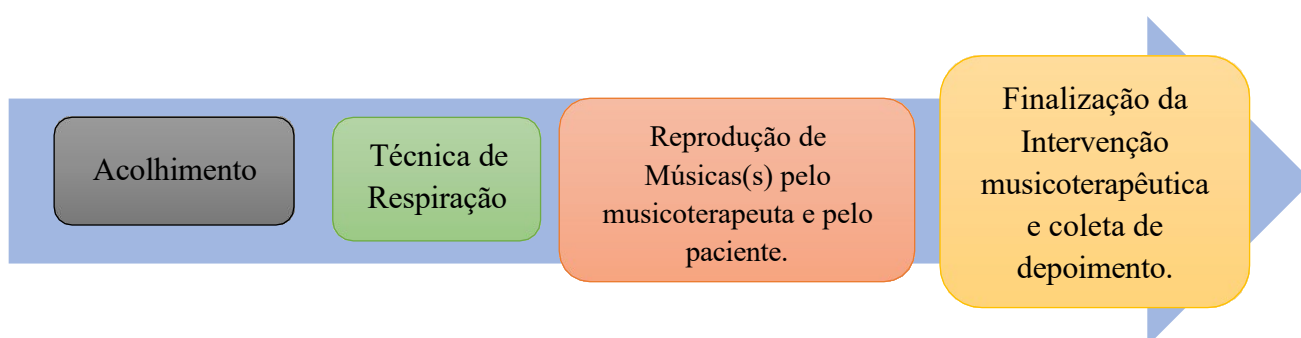 Acolhimento
Técnica de
Respiração
Reprodução de
Músicas(s) pelo
musicoterapeuta e pelo
paciente.
Finalização da
Intervenção
musicoterapêutica
e coleta de
depoimento.